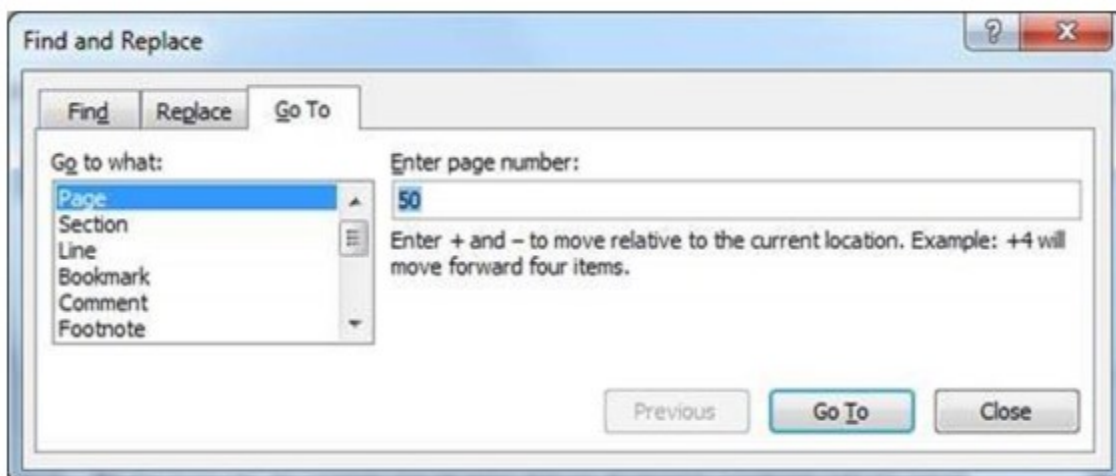 Find and Replace
Find
Replace
Go To
Go to what:
Page
Section
Line
Bookmark
Comment
Footnote
Enter page number:
50
Enter + and – to move relative to the current location. Example: +4 will
move forward four items.
Previous
Go To
Close